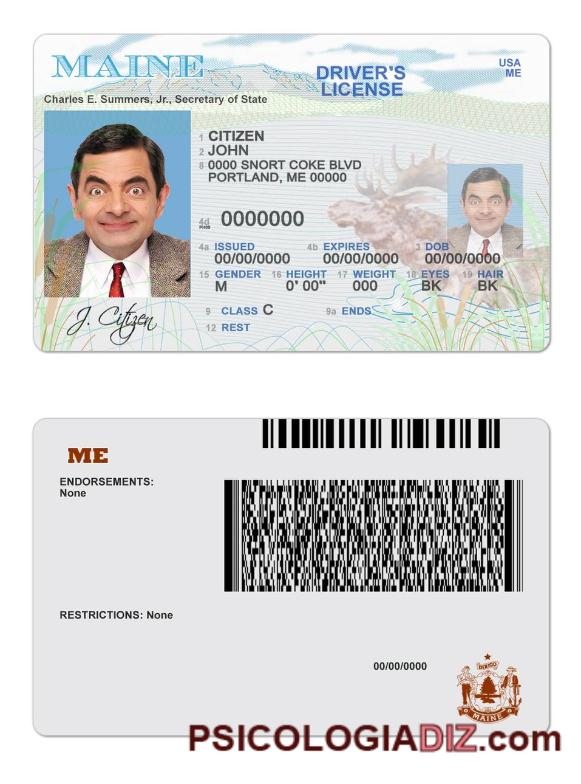 MAINE
DRIVER'S
LICENSE
USA
ME
Charles E. Summers, Jr., Secretary of State
1 CITIZEN
2 JOHN
8 0000 SNORT COKE BLVD
PORTLAND, ME 00000
4d 0000000
4a ISSUED 4b EXPIRES 3 DOB
00/00/0000 00/00/0000 00/00/0000
15 GENDER 16 HEIGHT 17 WEIGHT 18 EYES 19 HAIR
M 0' 00" 000 BK BK
9 CLASS C 9a ENDS
12 REST
J. Citizen
ME
ENDORSEMENTS:
None
RESTRICTIONS: None
00/00/0000
DIRIGO
MAINE
PSICOLOGIADIZ.com